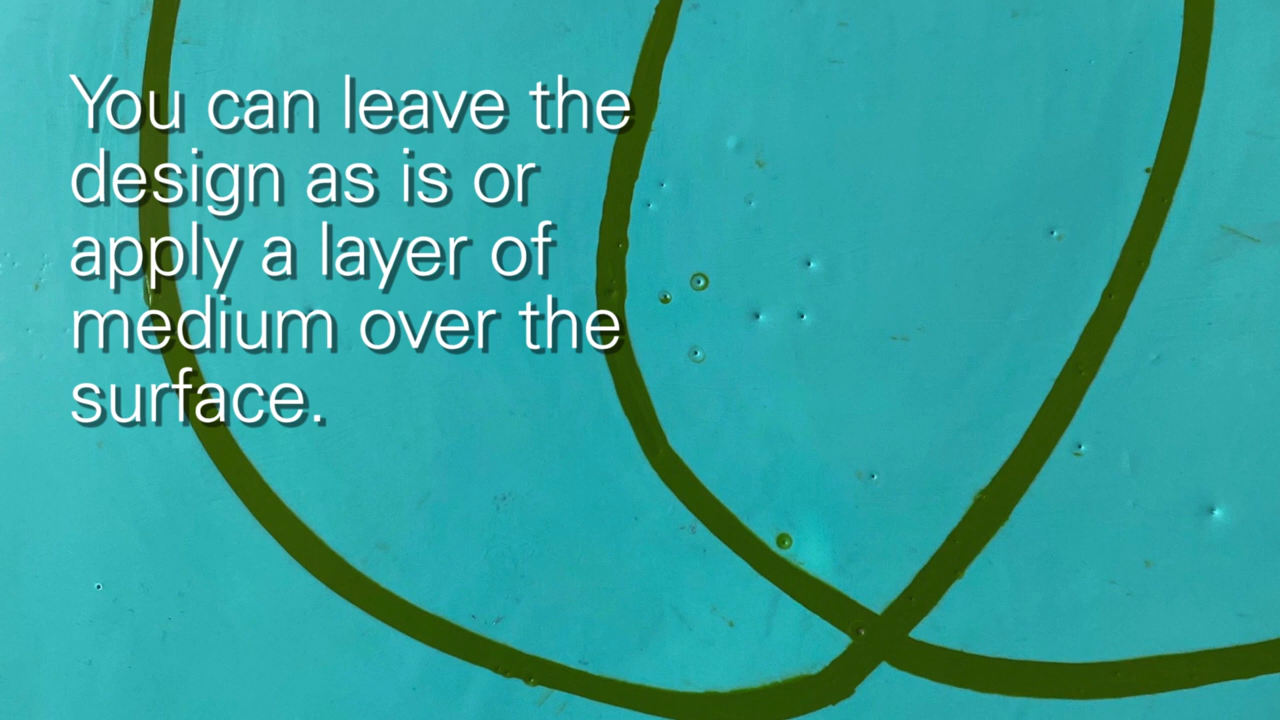 You can leave the
design as is or
apply a layer of
medium over the
surface.